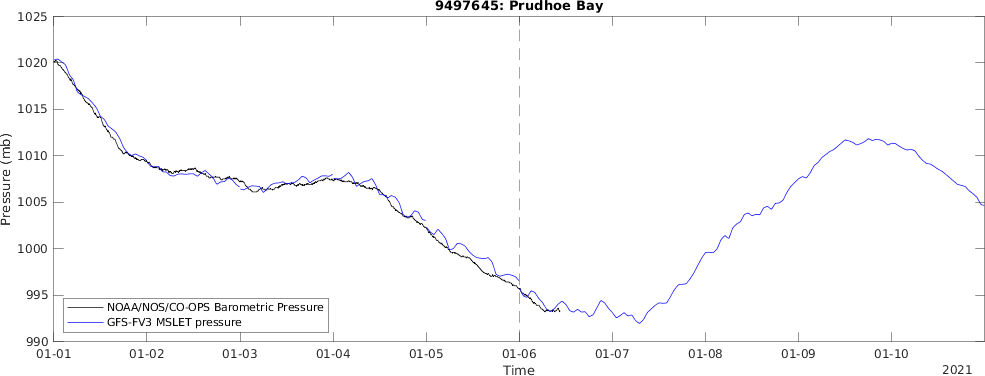 9497645: Prudhoe Bay
1025
1020
1015
1010
1005
1000
995
990
Pressure (mb)
NOAA/NOS/CO-OPS Barometric Pressure
GFS-FV3 MSLET pressure
01-01 01-02 01-03 01-04 01-05 01-06 01-07 01-08 01-09 01-10
Time
2021